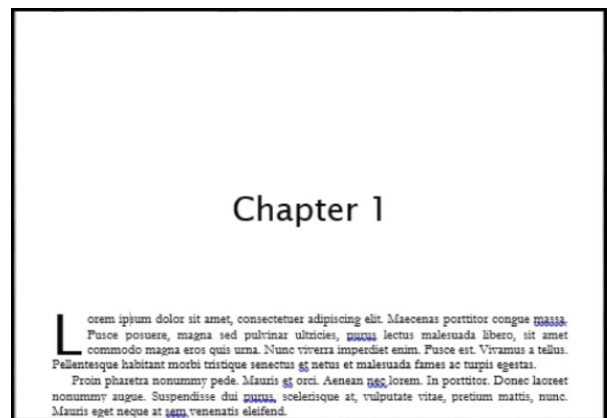 Chapter 1
Lorem ipsum dolor sit amet, consectetuer adipiscing elit. Maecenas porttitor congue massa.
Fusce posuere, magna sed pulvinar ultricies, purus lectus malesuada libero, sit amet
commodo magna eros quis urna. Nunc viverra imperdiet enim. Fusce est. Vivamus a tellus.
Pellentesque habitant morbi tristique senectus et netus et malesuada fames ac turpis egestas.
Proin pharetra nonummy pede. Mauris et orci. Aenean nec lorem. In porttitor. Donec laoreet
nonummy augue. Suspendisse dui purus, scelerisque at, vulputate vitae, pretium mattis, nunc.
Mauris eget neque at sem venenatis eleifend.